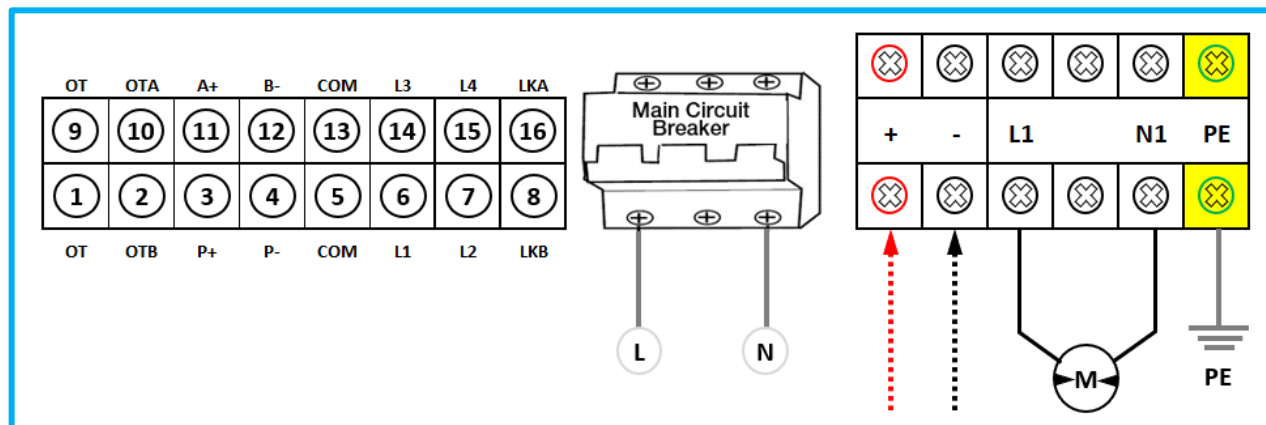 OT OTA A+ B- COM L3 L4 LKA
9 10 11 12 13 14 15 16
1 2 3 4 5 6 7 8
OT OTB P+ P- COM L1 L2 LKB
Main Circuit
Breaker
L N
+ - L1 N1 PE
M
PE